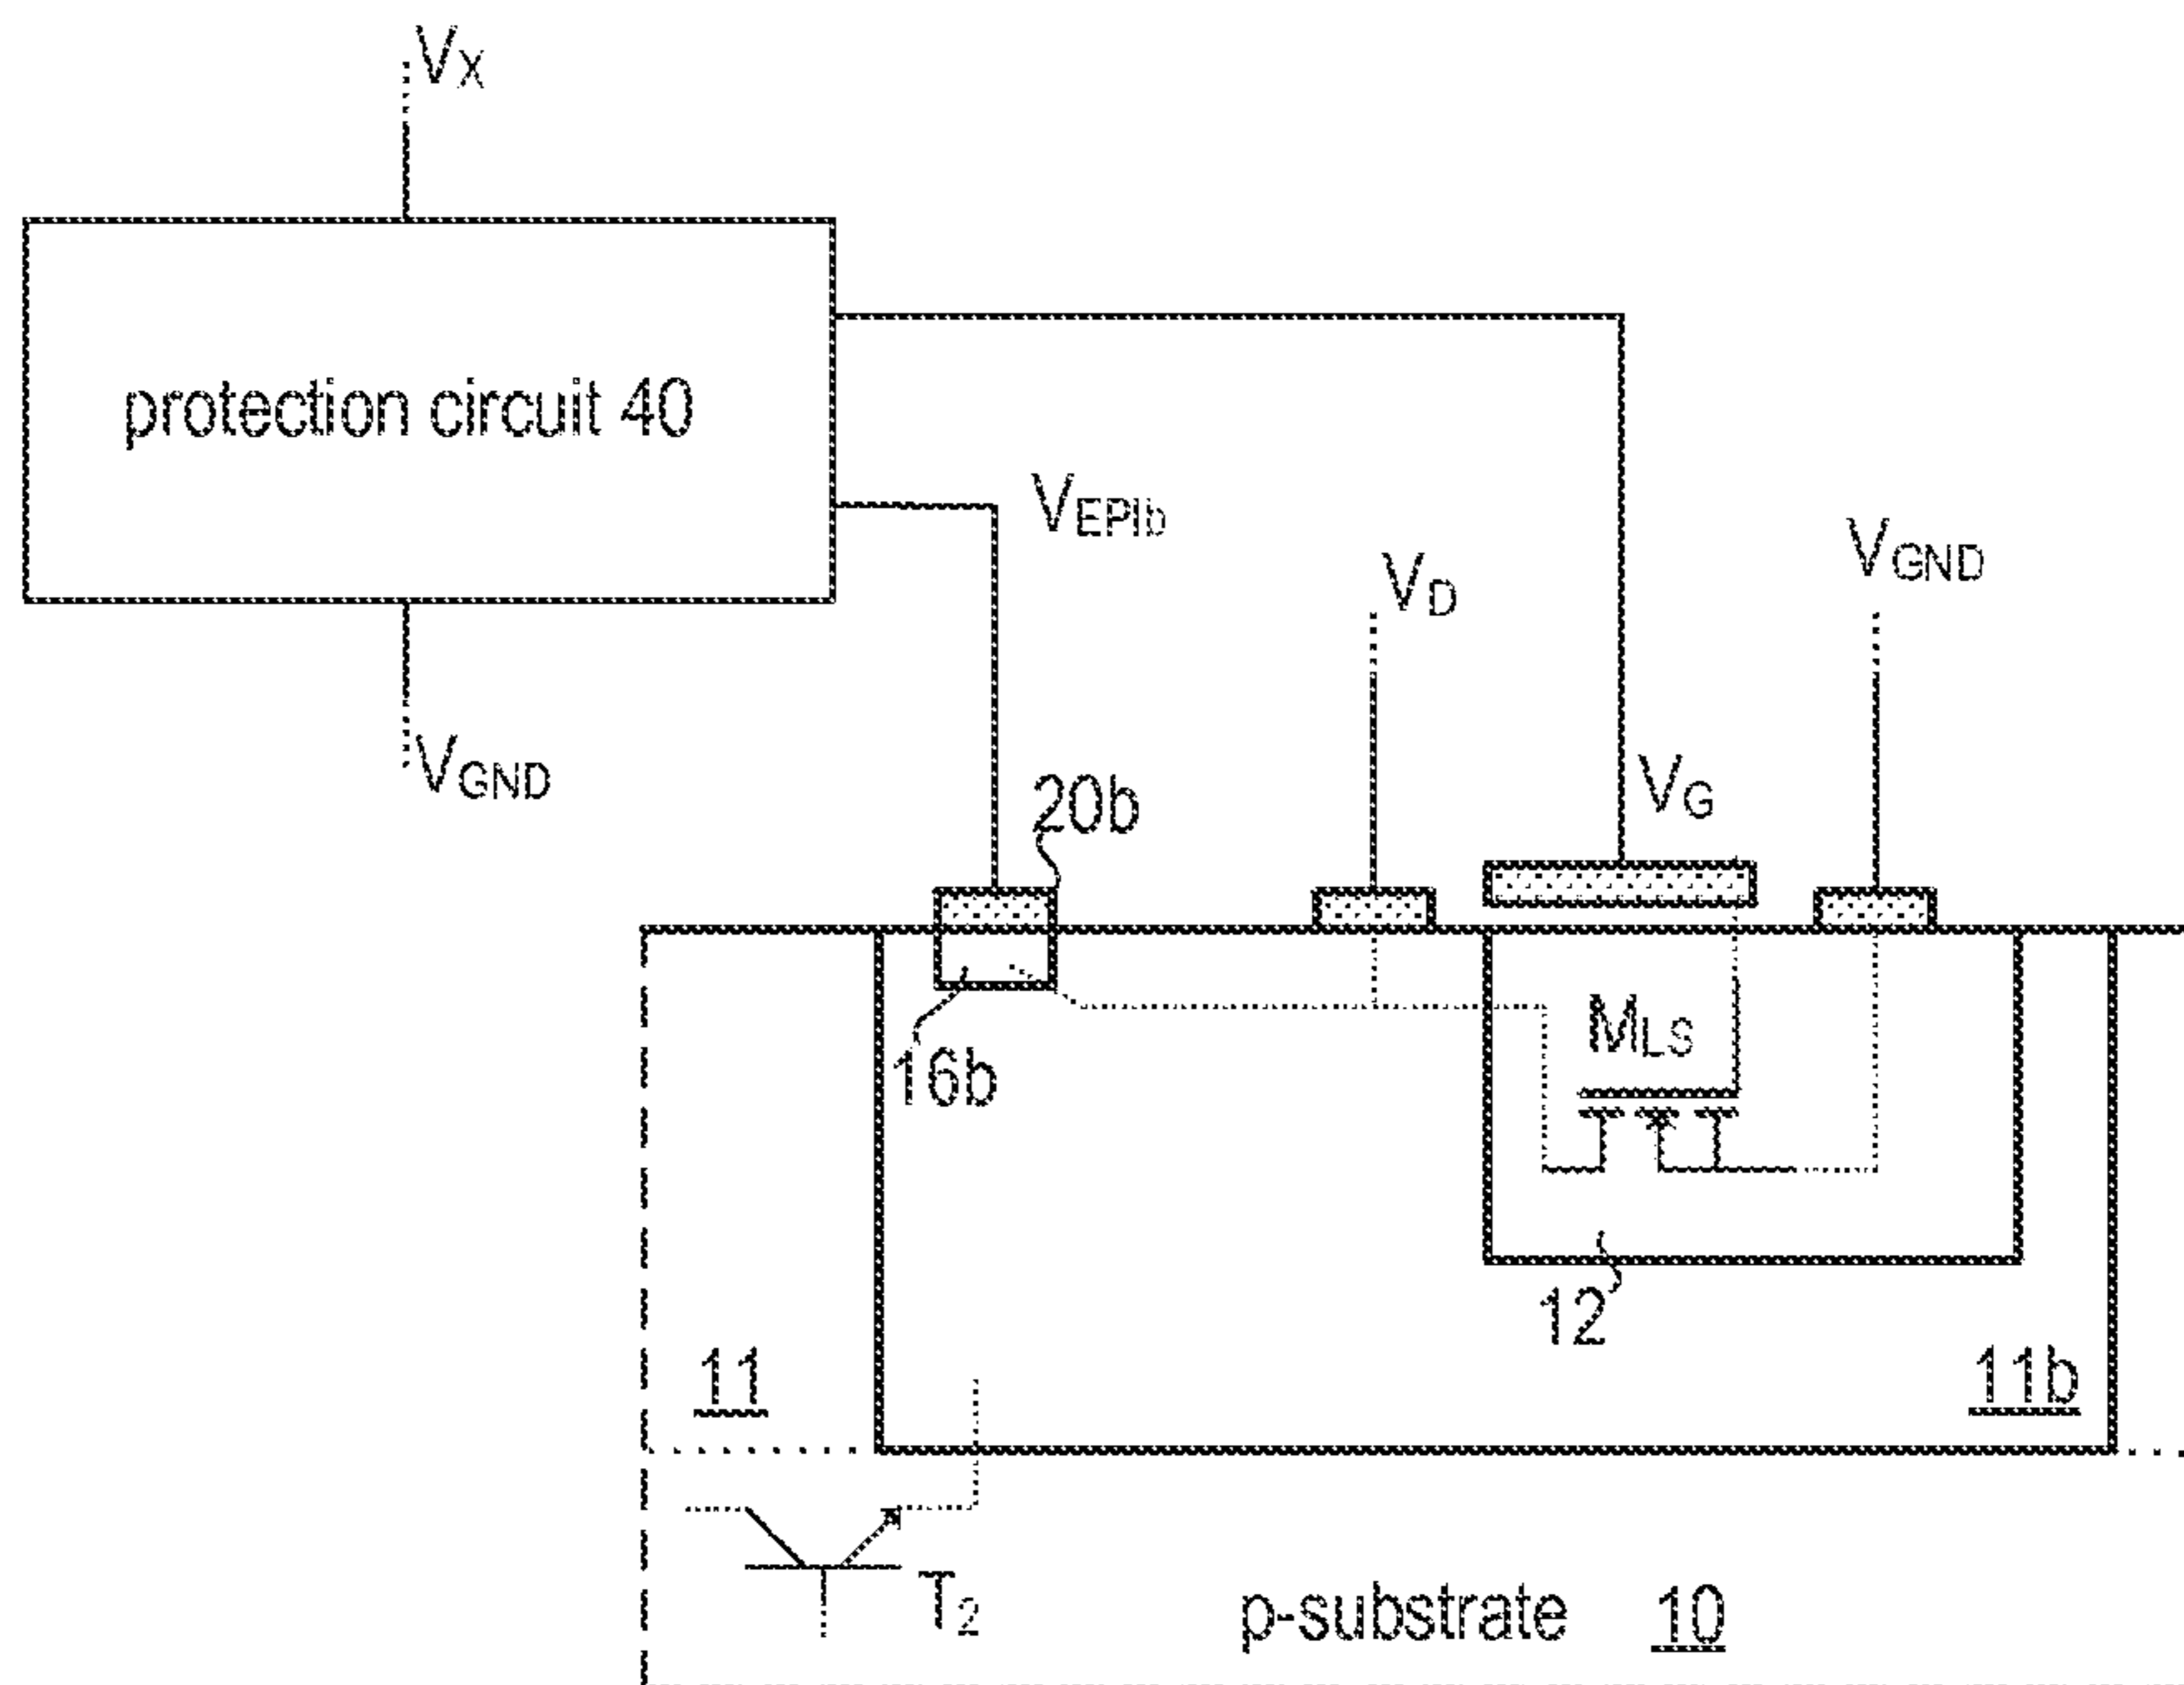 VX
protection circuit 40
VEPIb
VGND
VD
VGND
20b
VG
MLS
16b
12
11
11b
T2
p-substrate 10